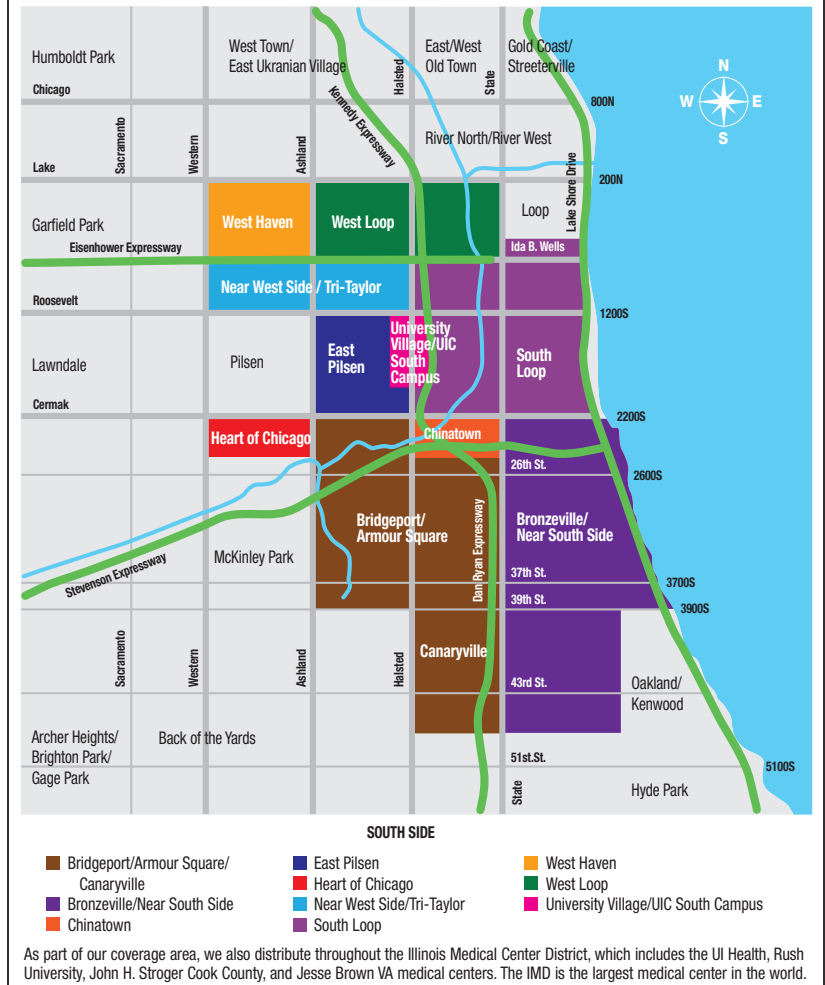 Humboldt Park
West Town/
East Ukranian Village
East/West
Old Town
Gold Coast/
Streeterville
Halsted
State
Chicago
800N
N
W
E
S
Kennedy Expressway
Sacramento
Western
Ashland
River North/River West
Lake
200N
Lake Shore Drive
Garfield Park
West Haven
West Loop
Loop
Eisenhower Expressway
Ida B. Wells
Near West Side / Tri-Taylor
Roosevelt
1200S
Lawndale
Pilsen
East
Pilsen
University
Village/UIC
South
Campus
South
Loop
Cermak
2200S
Heart of Chicago
Chinatown
26th St.
2600S
Bridgeport/
Armour Square
Bronzeville/
Near South Side
Dan Ryan Expressway
McKinley Park
Stevenson Expressway
37th St.
3700S
39th St.
3900S
Sacramento
Western
Ashland
Halsted
Canaryville
43rd St.
Oakland/
Kenwood
Archer Heights/
Brighton Park/
Gage Park
Back of the Yards
51st.St.
5100S
State
Hyde Park
SOUTH SIDE
Bridgeport/Armour Square/
Canaryville
Bronzeville/Near South Side
Chinatown
East Pilsen
Heart of Chicago
Near West Side/Tri-Taylor
South Loop
West Haven
West Loop
University Village/UIC South Campus
As part of our coverage area, we also distribute throughout the Illinois Medical Center District, which includes the UI Health, Rush
University, John H. Stroger Cook County, and Jesse Brown VA medical centers. The IMD is the largest medical center in the world.